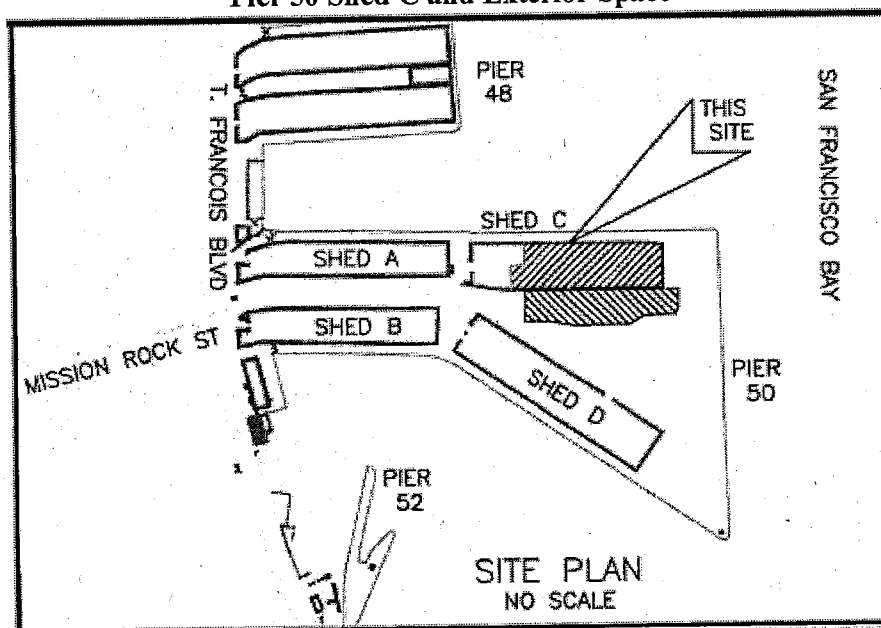 Pier 50 Shed C and Exterior Space
PIER
48
SAN FRANCISCO BAY
THIS
SITE
T. FRANCOIS BLVD
SHED C
SHED A
SHED B
MISSION ROCK ST
SHED D
PIER
50
PIER
52
SITE PLAN
NO SCALE